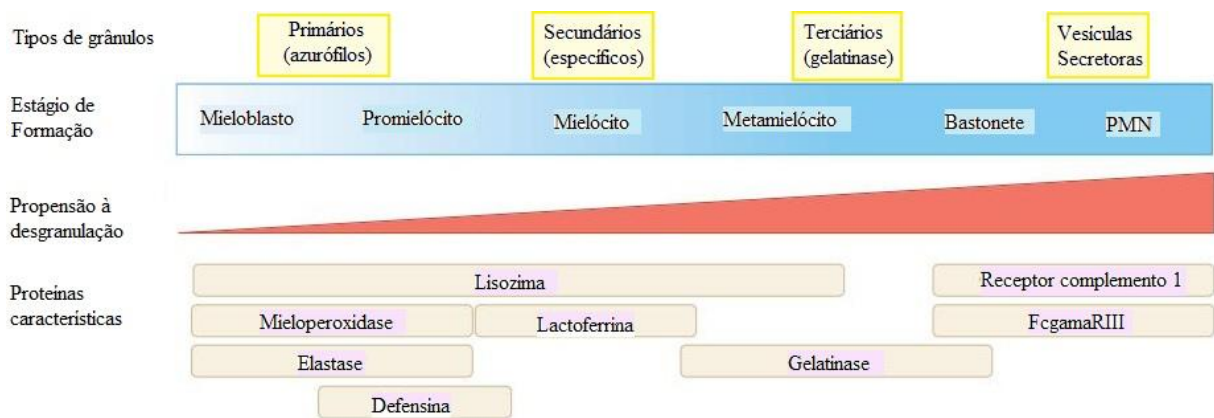 Tipos de grânulos
Primários
(azurófilos)
Secundários
(específicos)
Terciários
(gelatinase)
Vesiculas
Secretoras
Estágio de
Formação
Mieloblasto
Promielócito
Mielócito
Metamielócito
Bastonete
PMN
Propensão à
desgranulação
Proteínas
características
Lisozima
Receptor complemento 1
Mieloperoxidase
Lactoferrina
FcgamaRIII
Elastase
Gelatinase
Defensina